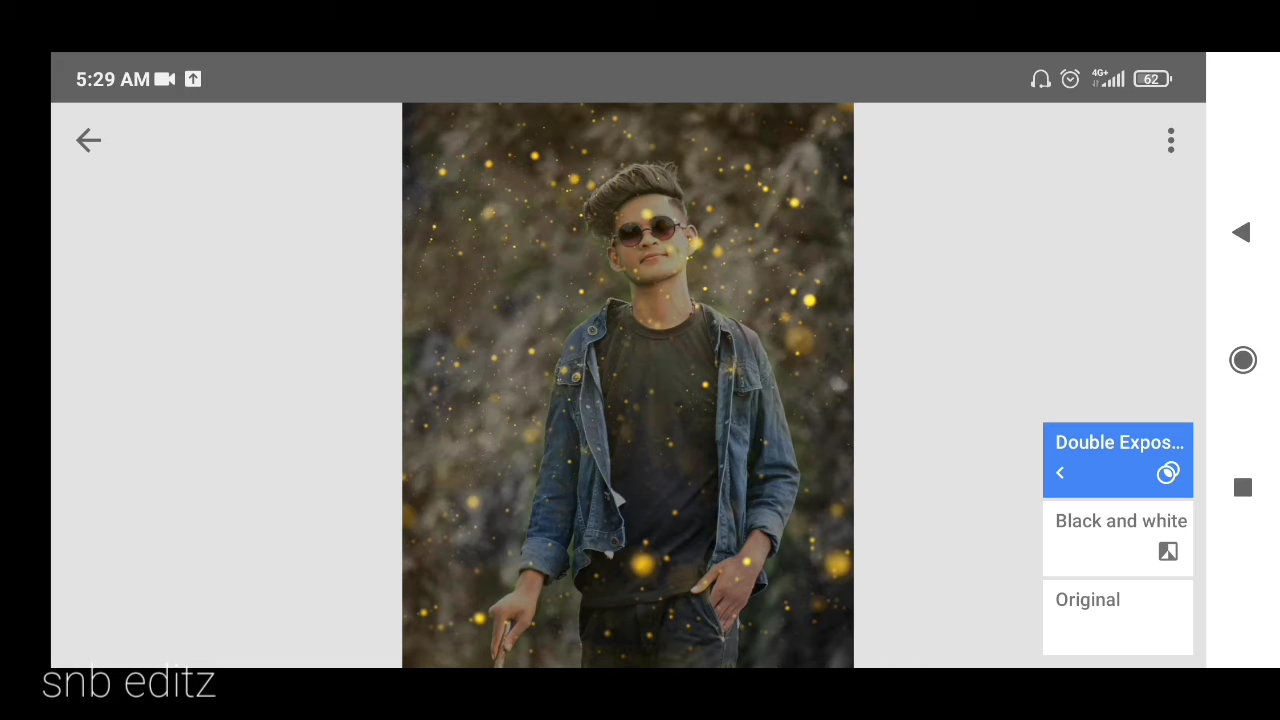 5:29 AM
4G+
62
Double Expos...
Black and white
Original
snb editz